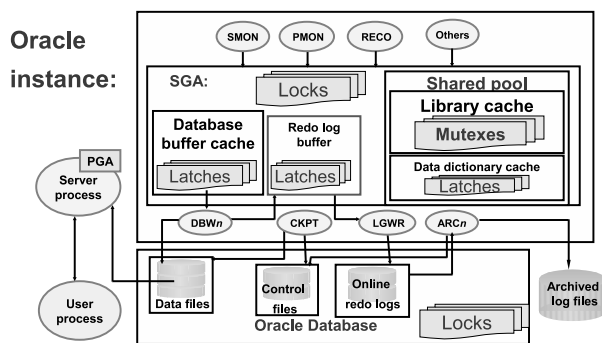 Oracle
instance:
SMON
PMON
RECO
Others
SGA:
Locks
Shared pool
Library cache
Mutexes
Database
buffer cache
Latches
Redo log
buffer
Latches
Data dictionary cache
Latches
PGA
Server
process
DBWn
CKPT
LGWR
ARCn
User
process
Data files
Control
files
Online
redo logs
Oracle Database
Locks
Archived
log files